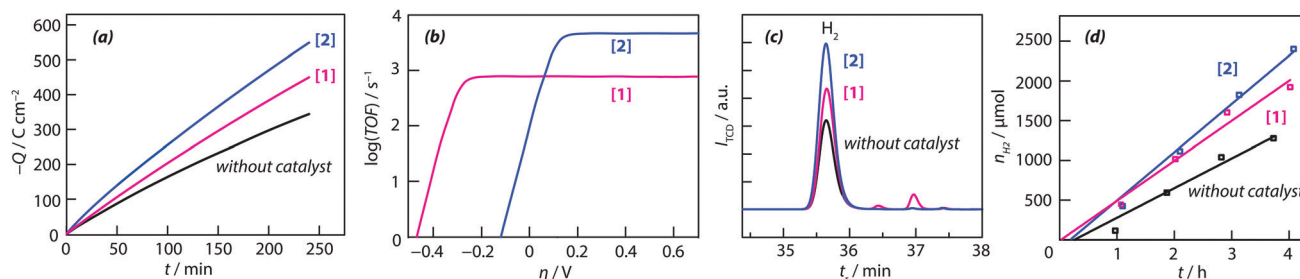 (a)
600
500
400
300
200
100
0
–Q / C cm⁻²
[2]
[1]
without catalyst
0 50 100 150 200 250
t / min
(b)
4
3
2
1
0
log(TOF) / s⁻¹
[2]
[1]
−0.4 −0.2 0.0 0.2 0.4 0.6
η / V
(c)
H₂
[2]
[1]
without catalyst
I_TCD / a.u.
35 36 37 38
tᵣ / min
(d)
2500
2000
1500
1000
500
0
n_H2 / μmol
[2]
[1]
without catalyst
0 1 2 3 4
t / h